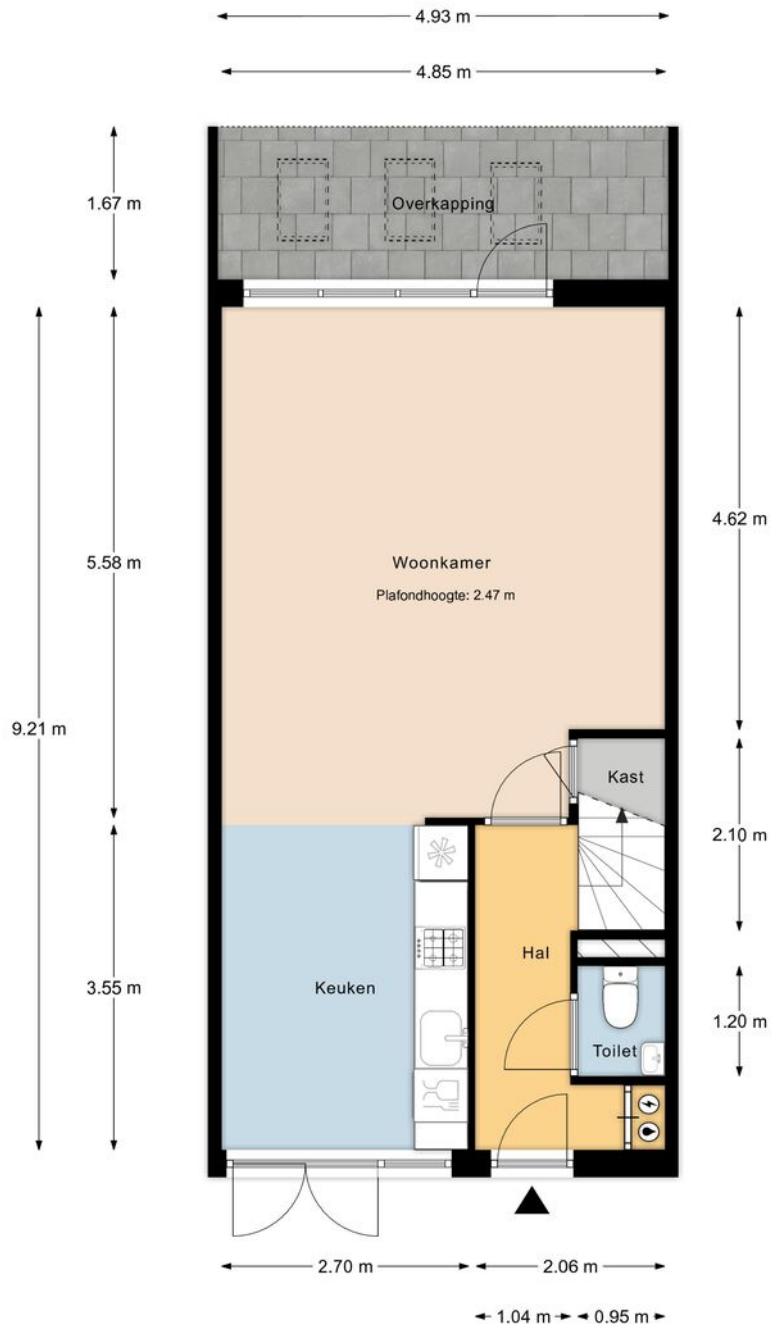 4.93 m
4.85 m
1.67 m
Overkapping
5.58 m
4.62 m
Woonkamer
Plafondhoogte: 2.47 m
9.21 m
Kast
2.10 m
Hal
Keuken
3.55 m
1.20 m
Toilet
2.70 m
2.06 m
1.04 m
0.95 m